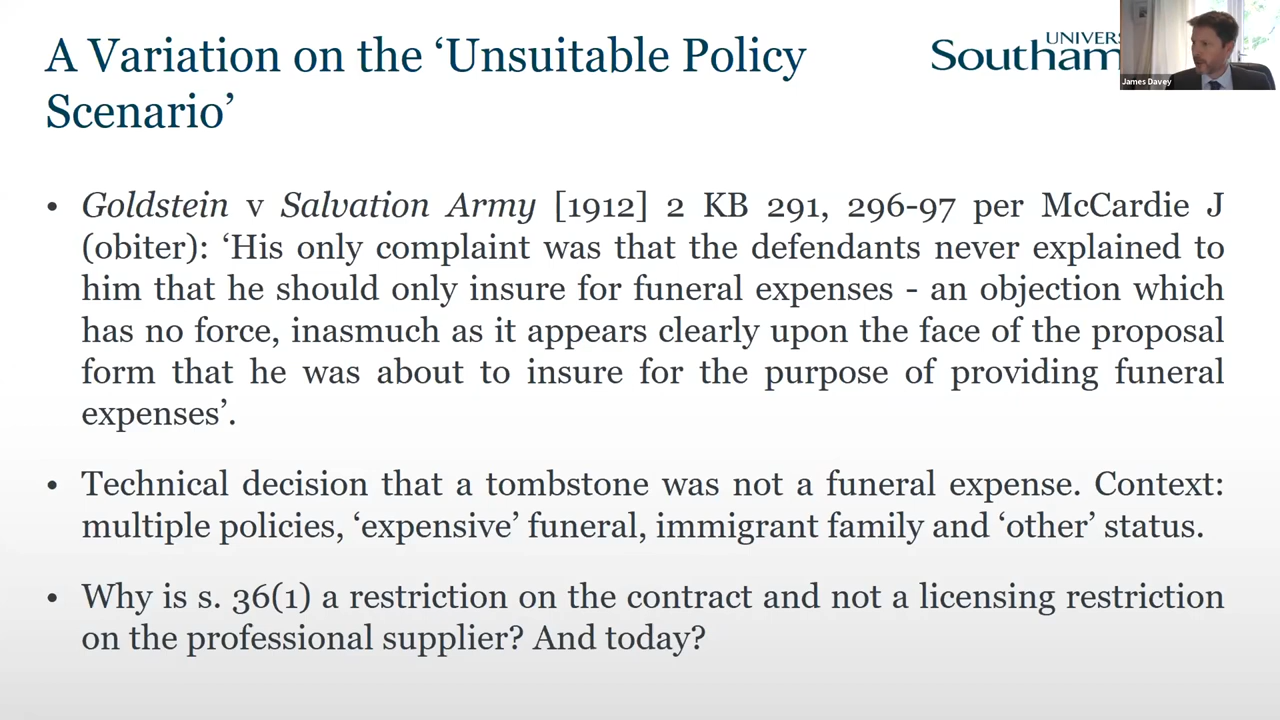 A Variation on the ‘Unsuitable Policy
Scenario’
UNIVERS
Southam
James Davey
• Goldstein v Salvation Army [1912] 2 KB 291, 296-97 per McCardie J
(obiter): ‘His only complaint was that the defendants never explained to
him that he should only insure for funeral expenses - an objection which
has no force, inasmuch as it appears clearly upon the face of the proposal
form that he was about to insure for the purpose of providing funeral
expenses’.
• Technical decision that a tombstone was not a funeral expense. Context:
multiple policies, ‘expensive’ funeral, immigrant family and ‘other’ status.
• Why is s. 36(1) a restriction on the contract and not a licensing restriction
on the professional supplier? And today?